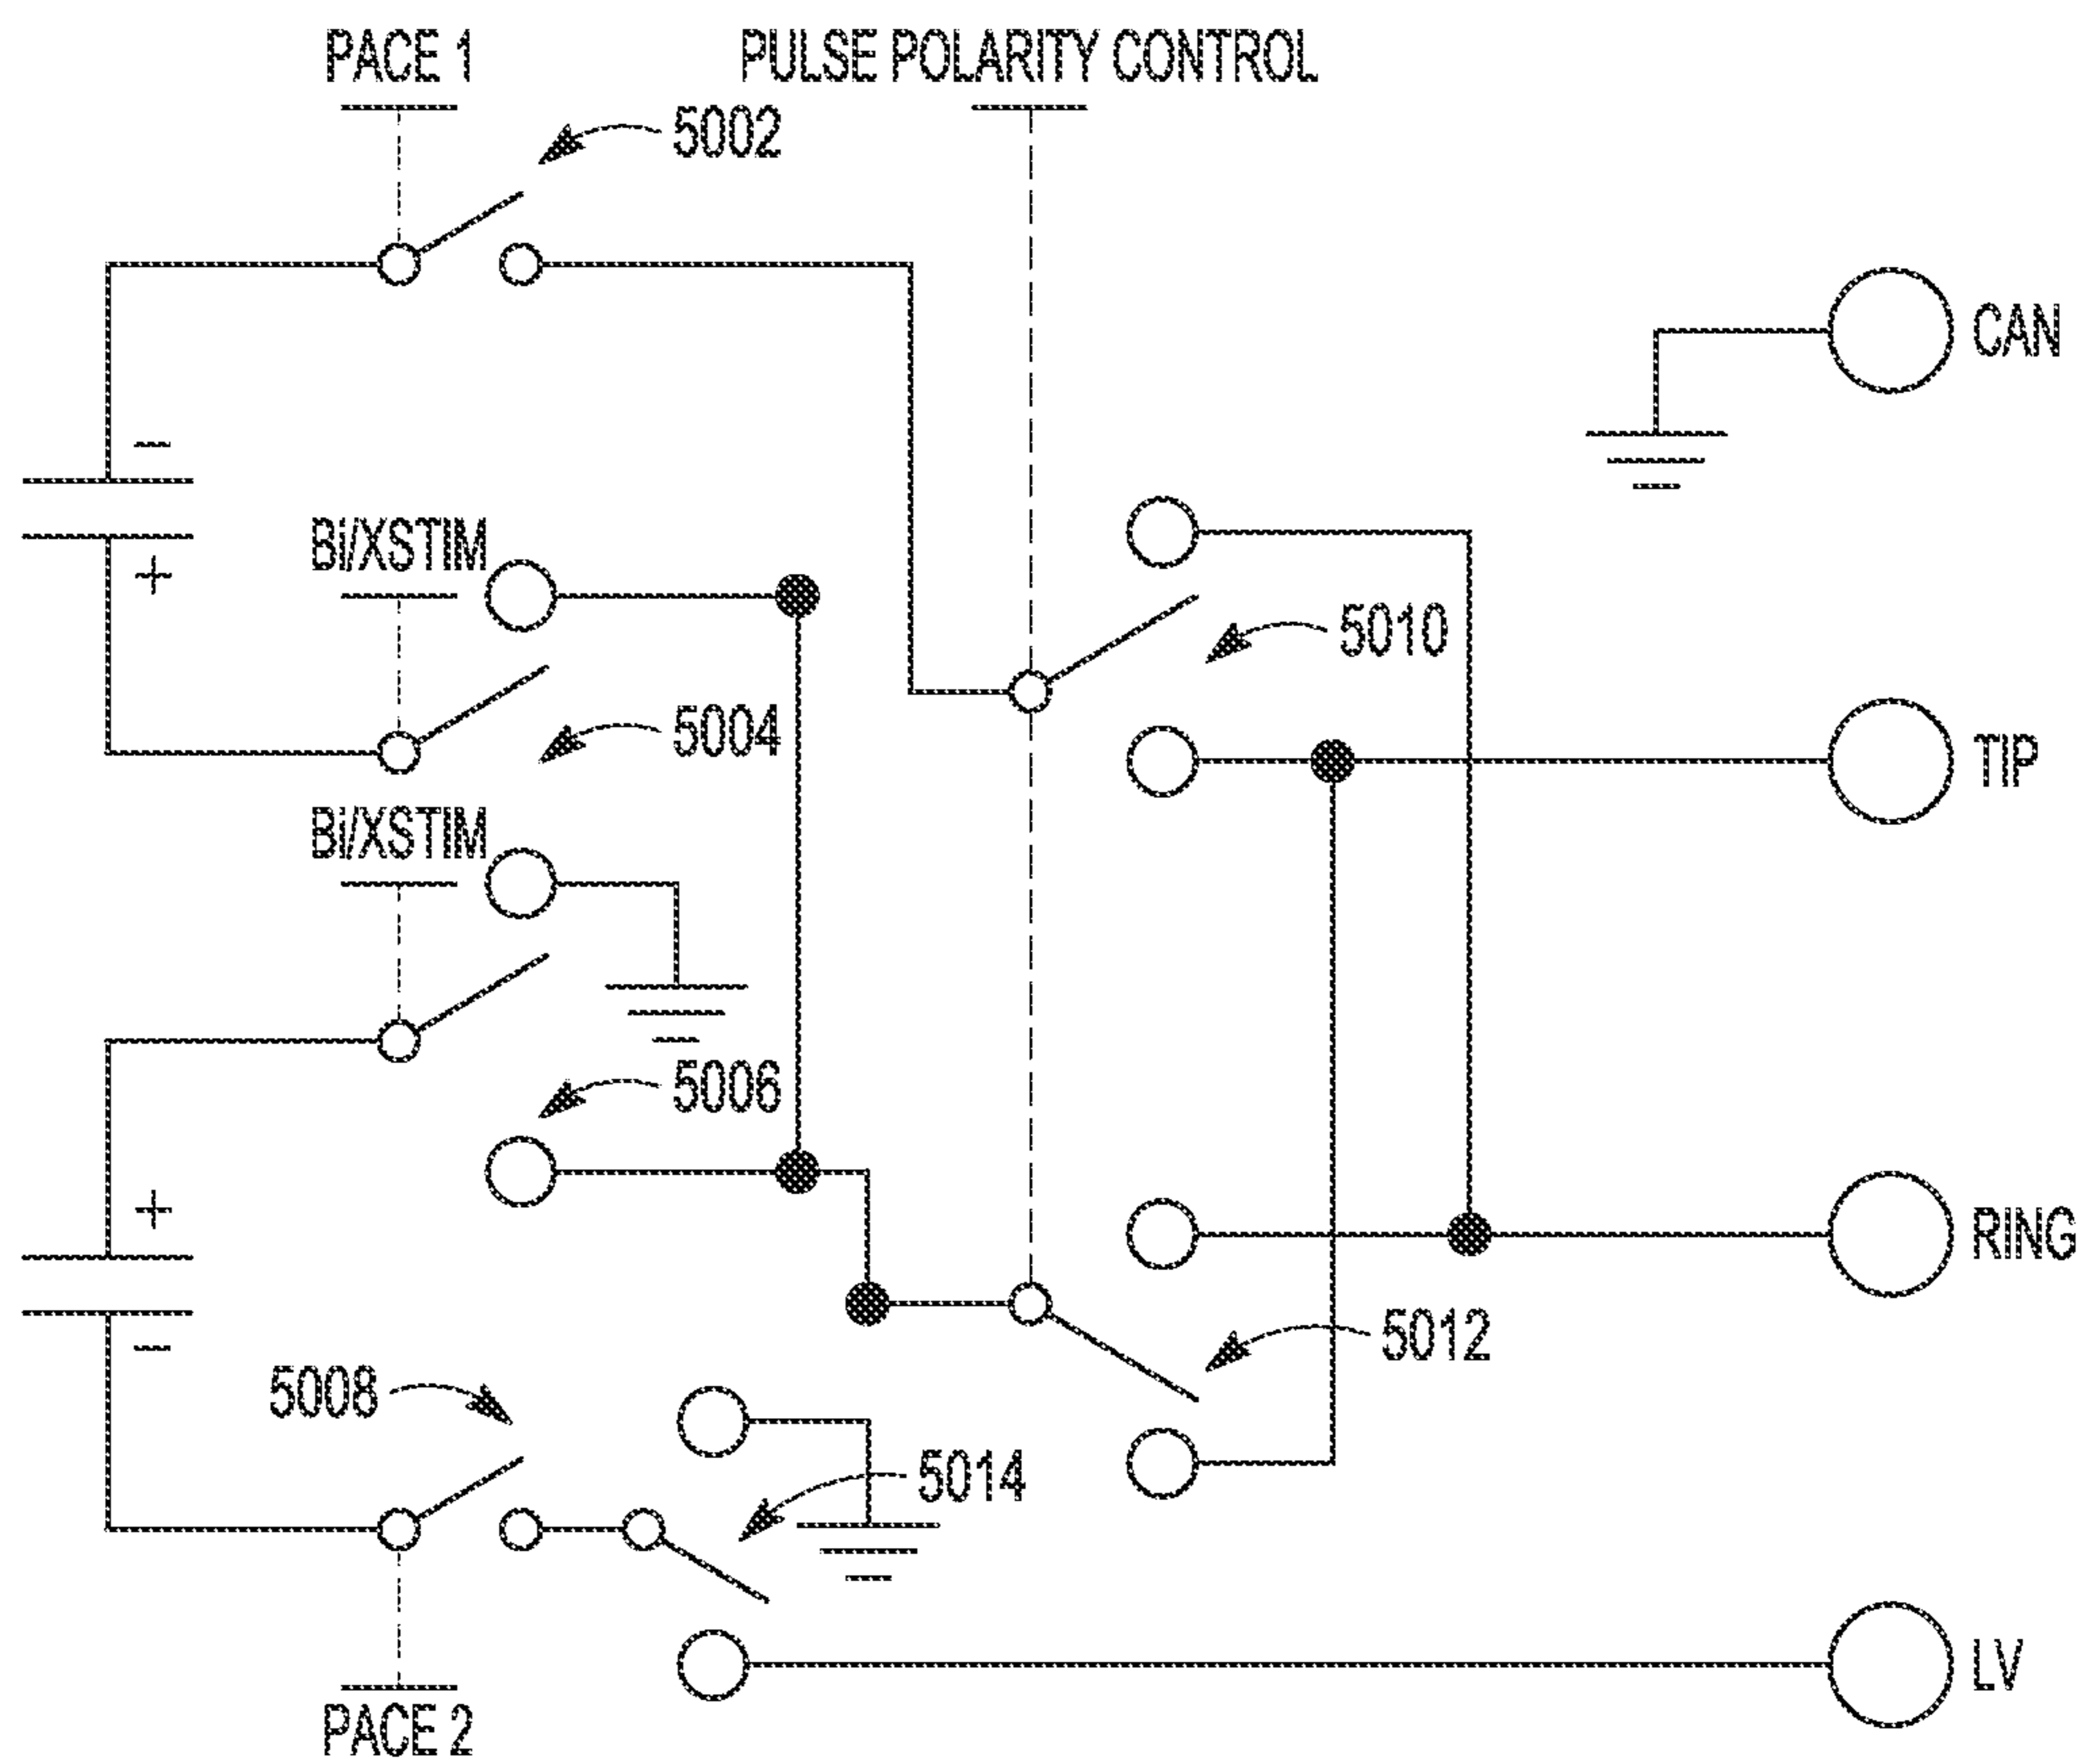 PACE 1
PULSE POLARITY CONTROL
5002
CAN
−
+
Bi/XSTIM
5010
5004
TIP
Bi/XSTIM
5006
+
RING
−
5012
5008
5014
LV
PACE 2